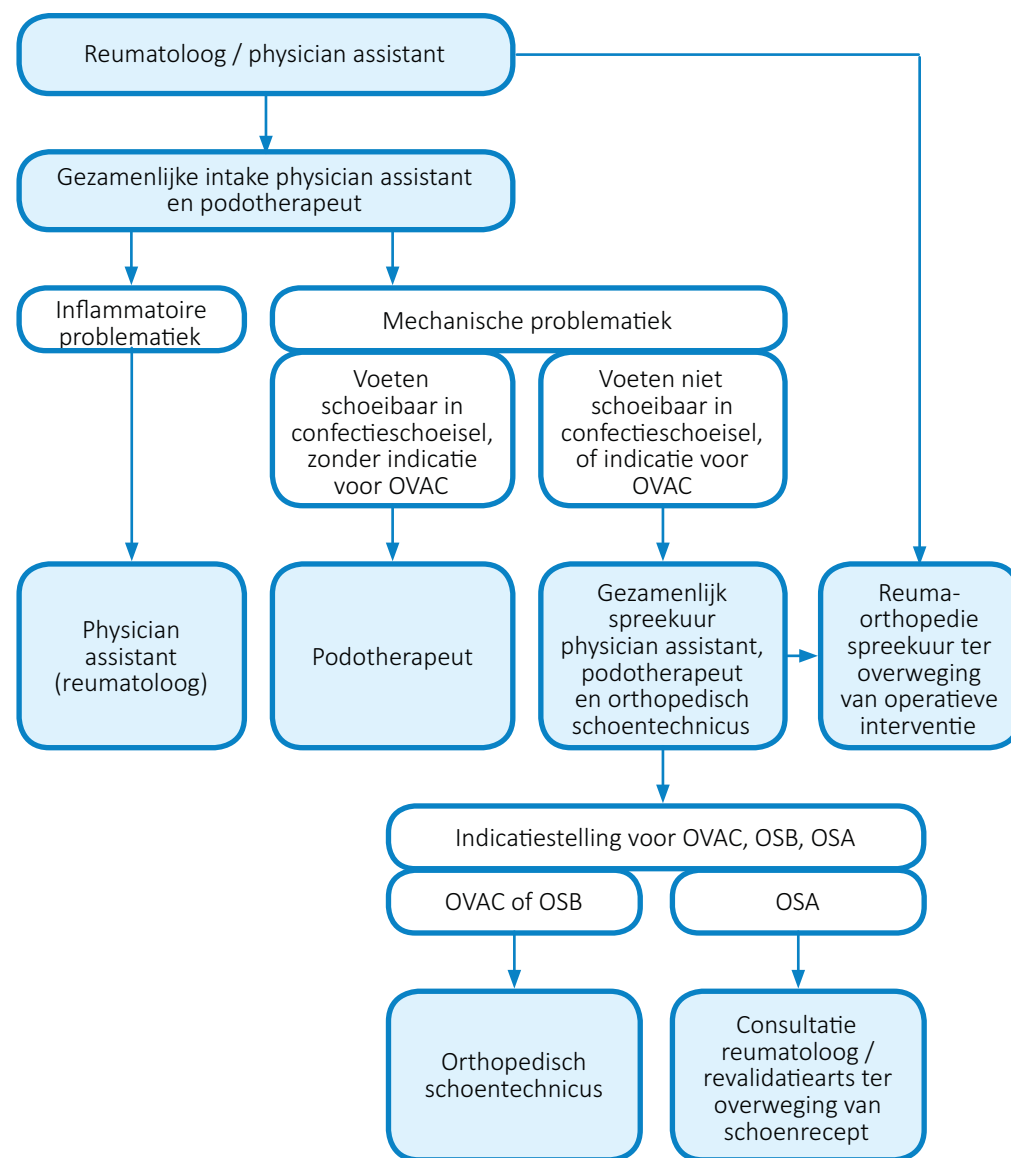 Reumatoloog / physician assistant
Gezamenlijke intake physician assistant
en podotherapeut
Inflammatoire
problematiek
Mechanische problematiek
Voeten
schoeibaar in
confectieschoeisel,
zonder indicatie
voor OVAC
Voeten niet
schoeibaar in
confectieschoeisel,
of indicatie voor
OVAC
Physician
assistant
(reumatoloog)
Podotherapeut
Gezamenlijk
spreekuur
physician assistant,
podotherapeut
en orthopedisch
schoentechnicus
Reuma-
orthopedie
spreekuur ter
overweging
van operatieve
interventie
Indicatiestelling voor OVAC, OSB, OSA
OVAC of OSB
OSA
Orthopedisch
schoentechnicus
Consultatie
reumatoloog /
revalidatiearts ter
overweging van
schoenrecept